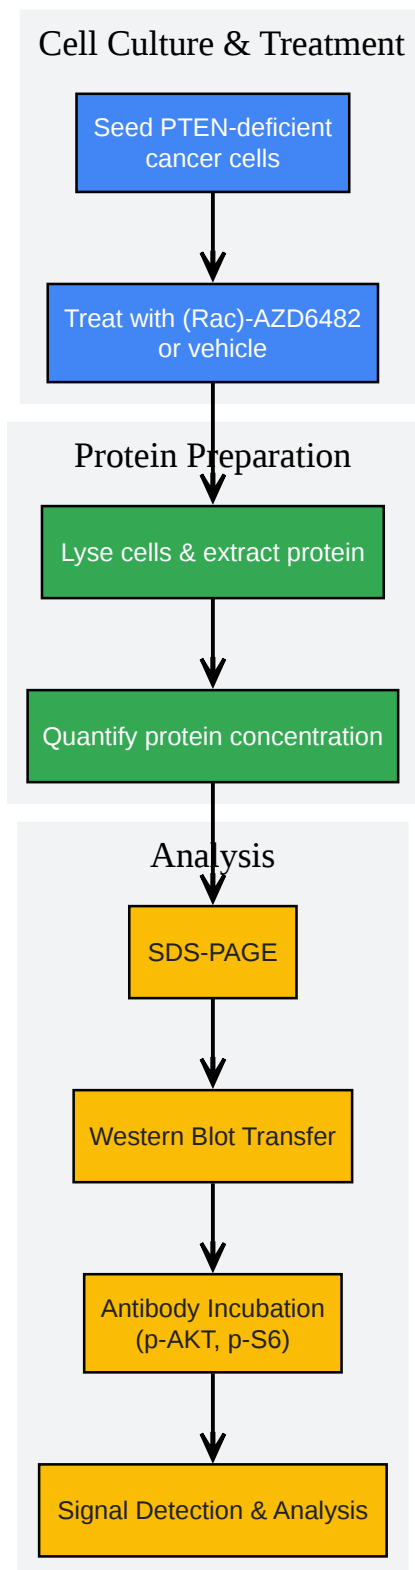 Cell Culture & Treatment
Seed PTEN-deficient
cancer cells
Treat with (Rac)-AZD6482
or vehicle
Protein Preparation
Lyse cells & extract protein
Quantify protein concentration
Analysis
SDS-PAGE
Western Blot Transfer
Antibody Incubation
(p-AKT, p-S6)
Signal Detection & Analysis